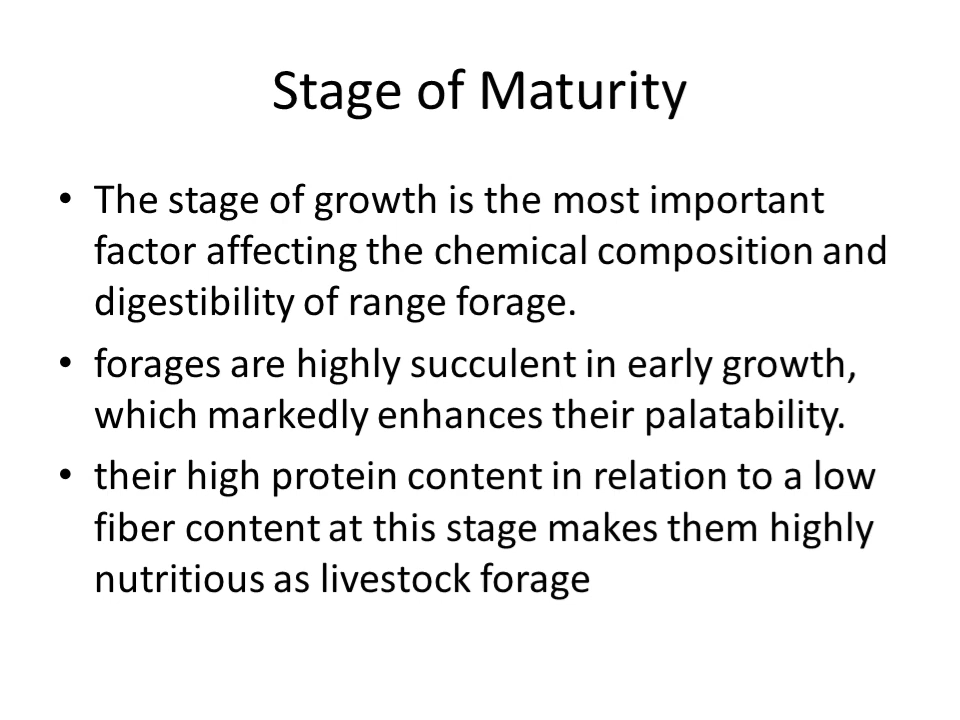 Stage of Maturity
• The stage of growth is the most important
factor affecting the chemical composition and
digestibility of range forage.
• forages are highly succulent in early growth,
which markedly enhances their palatability.
• their high protein content in relation to a low
fiber content at this stage makes them highly
nutritious as livestock forage